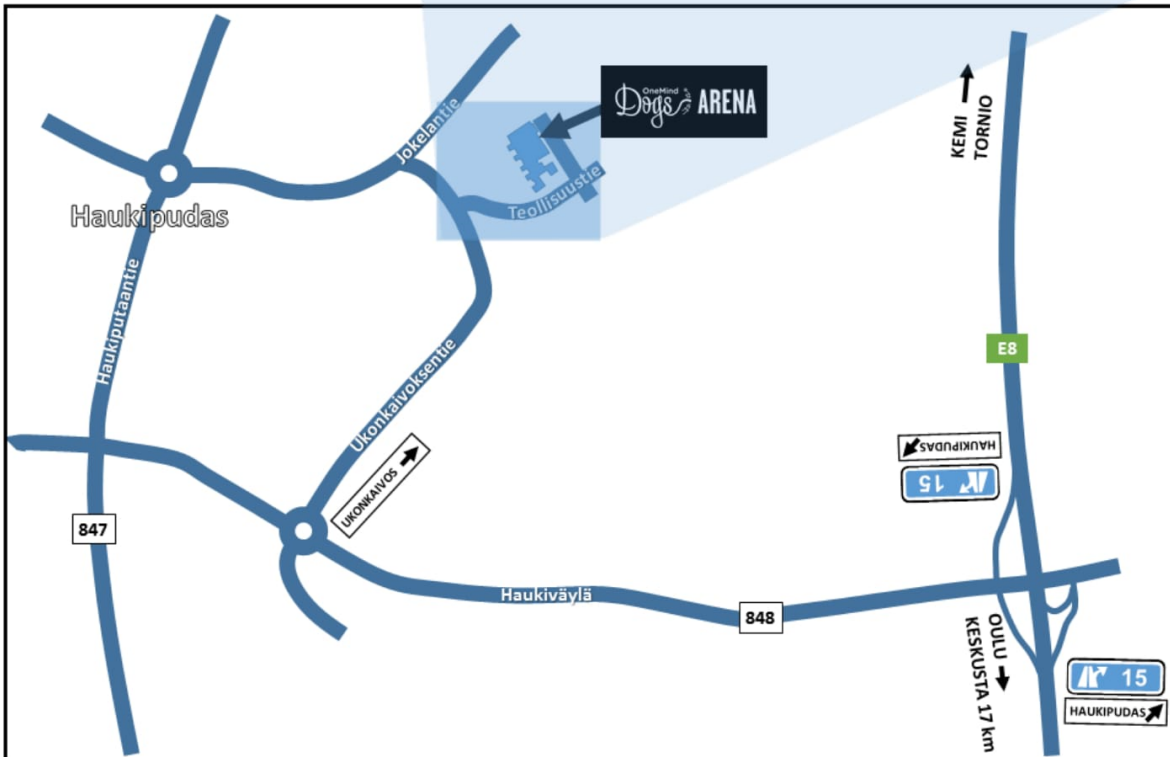 Jokelantie
OneMind
Dogs ARENA
KEMI
TORNIO
Teollisuustie
Haukipudas
Haukiputaantie
E8
Ukonkaivoksentie
HAUKIPUDAS
15
UKONKAIVOS
847
Haukiväylä
848
OULU
KESKUSTA 17 km
15
HAUKIPUDAS